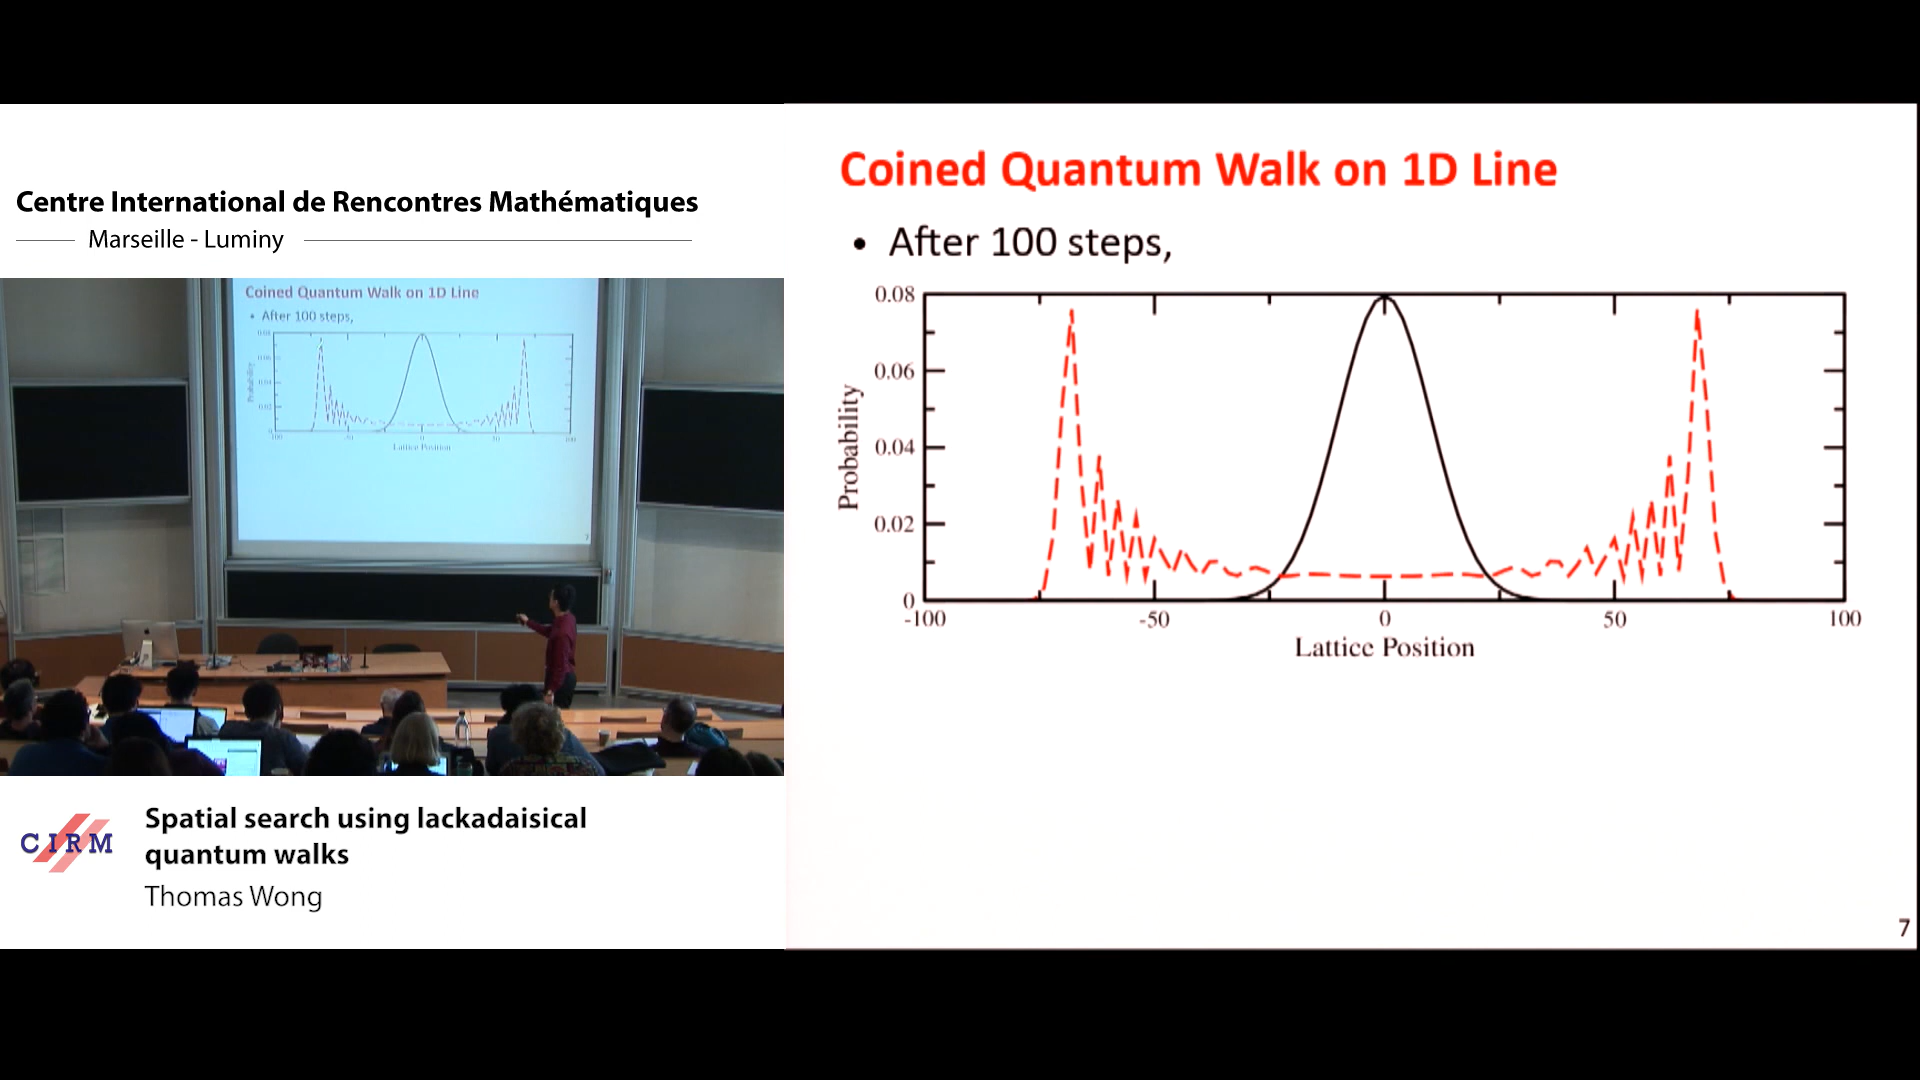 Centre International de Rencontres Mathématiques
Marseille - Luminy
Coined Quantum Walk on 1D Line
• After 100 steps,
Lattice Position
CIRM
Spatial search using lackadaisical
quantum walks
Thomas Wong
Coined Quantum Walk on 1D Line
• After 100 steps,
0.08
0.06
0.04
0.02
0
Probability
-100
-50
0
50
100
Lattice Position
7